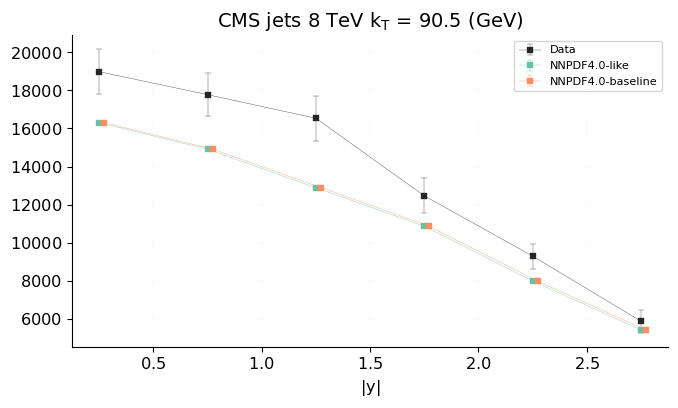 CMS jets 8 TeV k_T = 90.5 (GeV)
Data
NNPDF4.0-like
NNPDF4.0-baseline
20000
18000
16000
14000
12000
10000
8000
6000
0.5 1.0 1.5 2.0 2.5
|y|